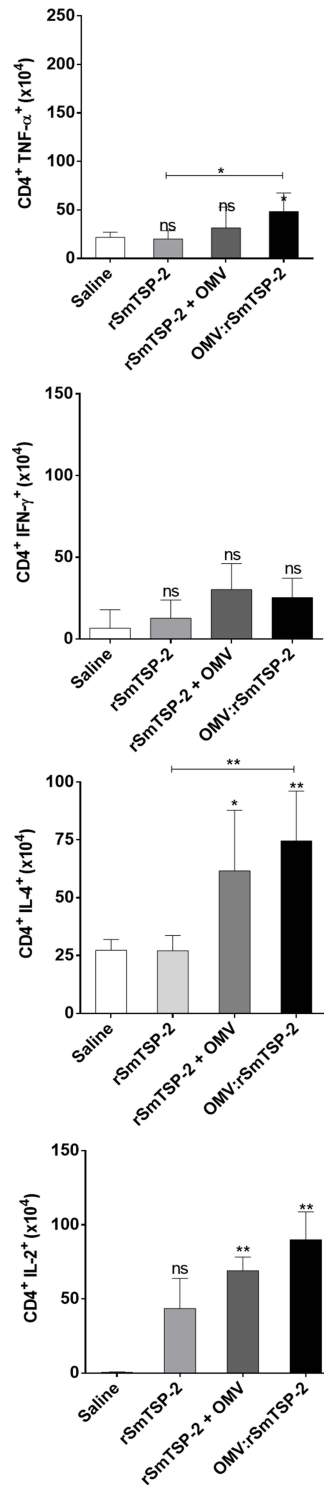 CD4⁺ TNF-α⁺ (x10⁴)
250
200
150
100
50
0
*
ns
ns
*
Saline
rSmTSP-2
rSmTSP-2 + OMV
OMV:rSmTSP-2
CD4⁺ IFN-γ⁺ (x10⁴)
150
100
50
0
ns
ns
ns
Saline
rSmTSP-2
rSmTSP-2 + OMV
OMV:rSmTSP-2
CD4⁺ IL-4⁺ (x10⁴)
100
75
50
25
0
**
*
**
Saline
rSmTSP-2
rSmTSP-2 + OMV
OMV:rSmTSP-2
CD4⁺ IL-2⁺ (x10⁴)
150
100
50
0
ns
**
**
Saline
rSmTSP-2
rSmTSP-2 + OMV
OMV:rSmTSP-2